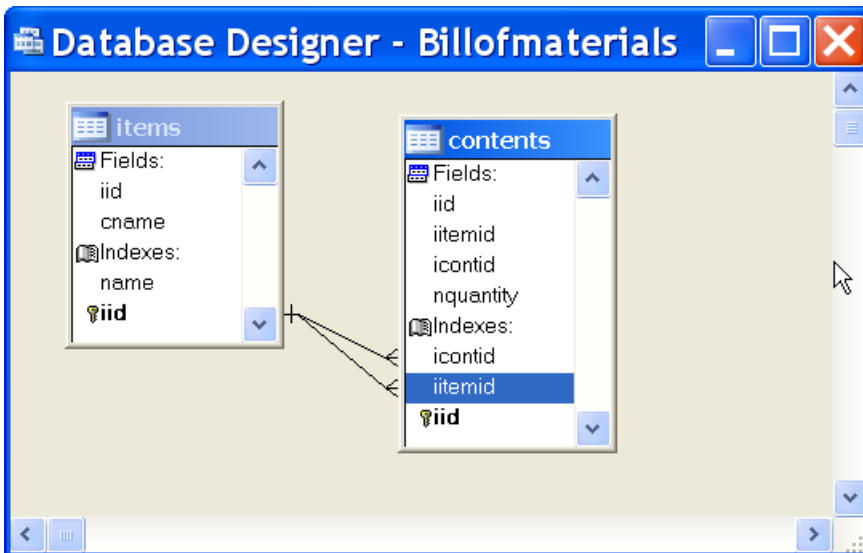 Database Designer - Billofmaterials
items
Fields:
iid
cname
Indexes:
name
iid
contents
Fields:
iid
iitemid
icontid
nquantity
Indexes:
icontid
iitemid
iid